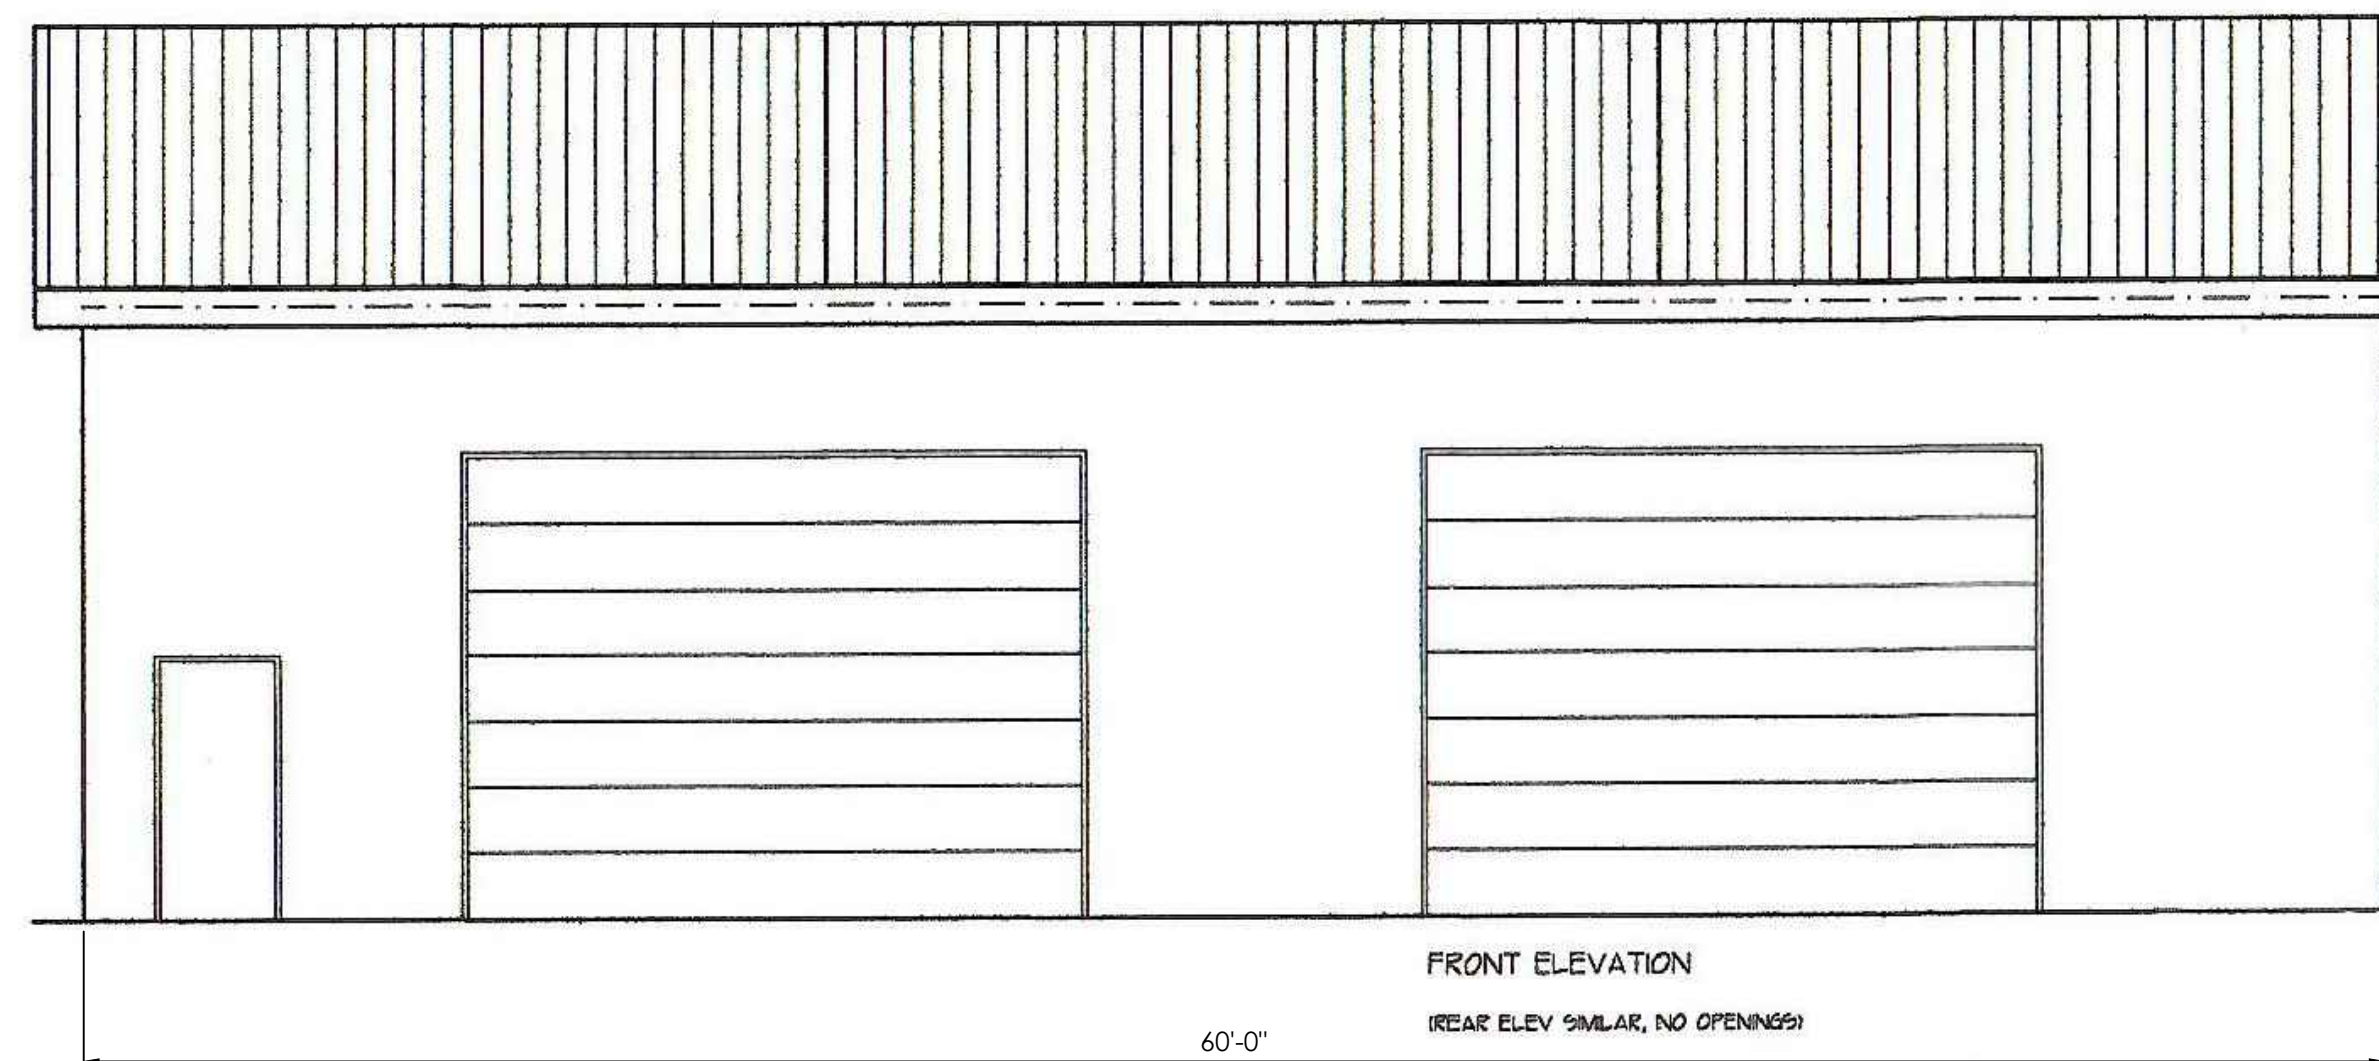 FRONT ELEVATION
(REAR ELEV SIMILAR, NO OPENINGS)
60'-0"